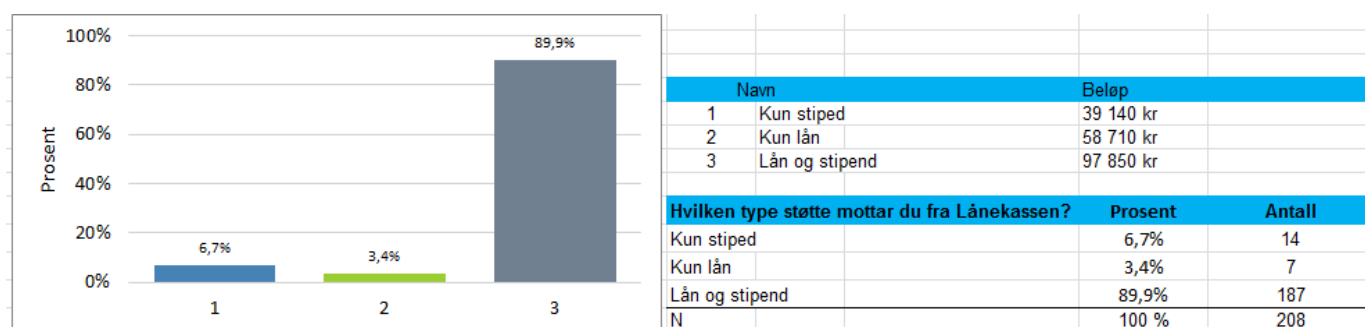 100%
89,9%
80%
60%
40%
20%
6,7%
3,4%
0%
Prosent
1 2 3
Navn Beløp
1 Kun stiped 39 140 kr
2 Kun lån 58 710 kr
3 Lån og stipend 97 850 kr
Hvilken type støtte mottar du fra Lånekassen? Prosent Antall
Kun stiped 6,7% 14
Kun lån 3,4% 7
Lån og stipend 89,9% 187
N 100 % 208